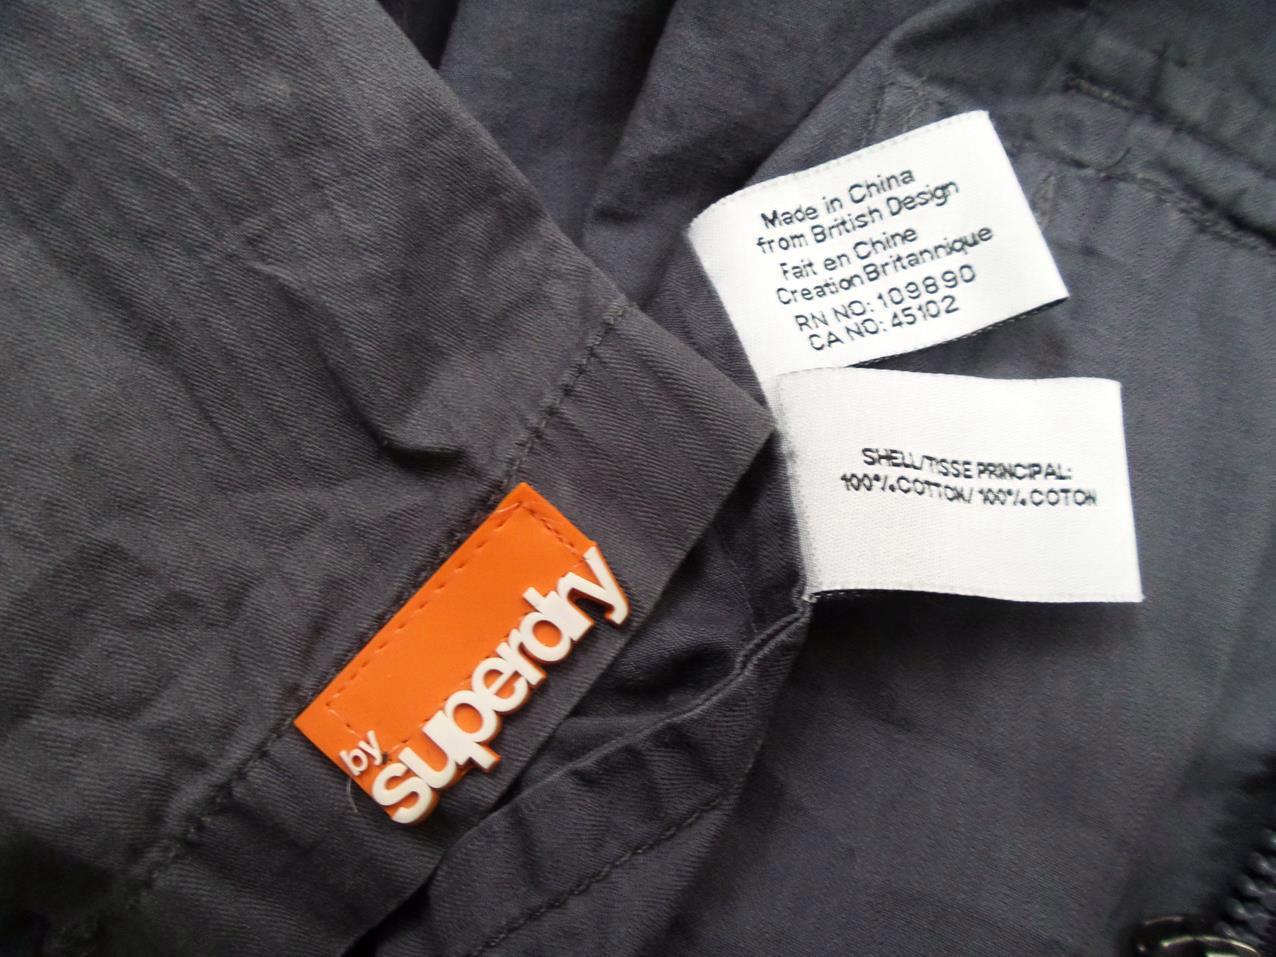 Made in China
from British Design
Fait en Chine
Creation Britannique
RN NO: 109890
CA NO: 45102
SHELL/TISSE PRINCIPAL:
100%COTTON/100%COTON
by
superdry